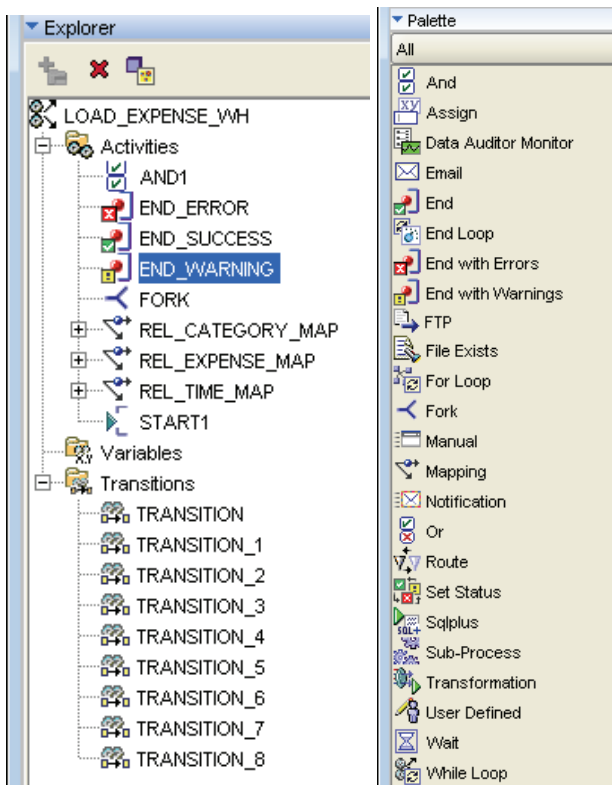 Explorer
LOAD_EXPENSE_WH
Activities
AND1
END_ERROR
END_SUCCESS
END_WARNING
FORK
REL_CATEGORY_MAP
REL_EXPENSE_MAP
REL_TIME_MAP
START1
Variables
Transitions
TRANSITION
TRANSITION_1
TRANSITION_2
TRANSITION_3
TRANSITION_4
TRANSITION_5
TRANSITION_6
TRANSITION_7
TRANSITION_8
Palette
All
And
Assign
Data Auditor Monitor
Email
End
End Loop
End with Errors
End with Warnings
FTP
File Exists
For Loop
Fork
Manual
Mapping
Notification
Or
Route
Set Status
Sqlplus
Sub-Process
Transformation
User Defined
Wait
While Loop